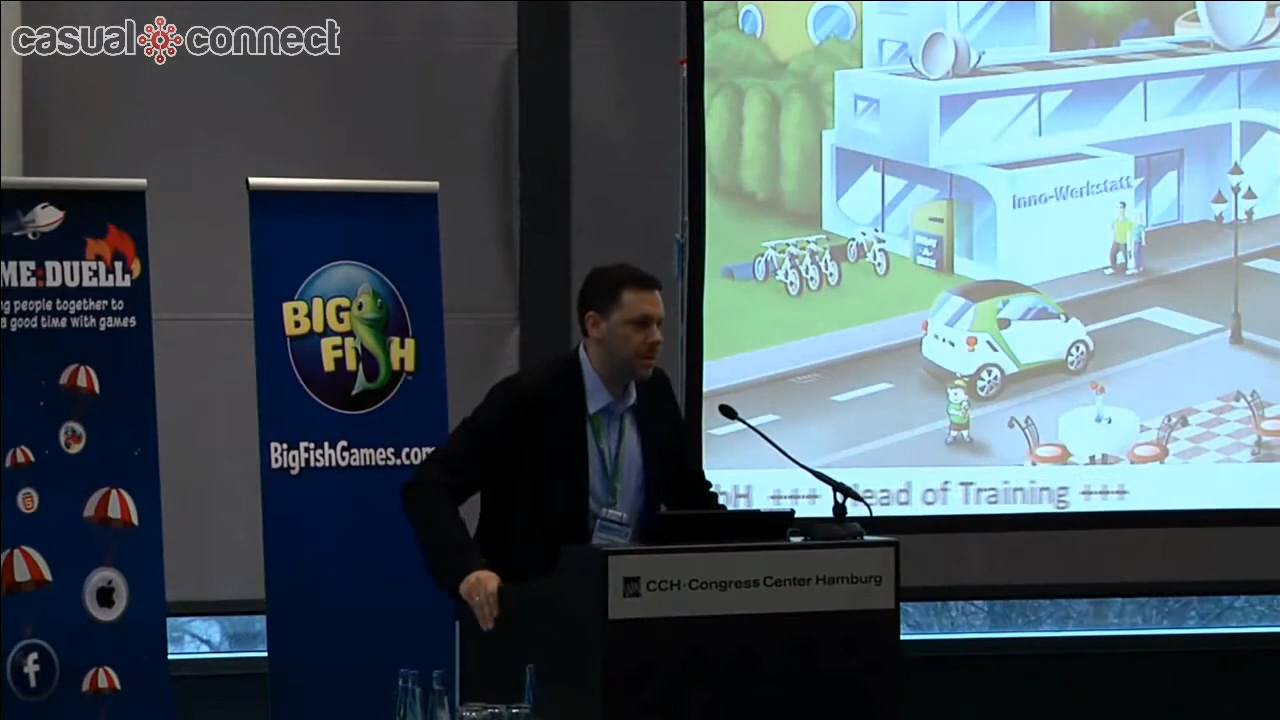 casual connect
ME:DUELL
g people together to
a good time with games
BIG
FISH
BigFishGames.com
Inno-Werkstatt
bH +++ Head of Training +++
CCH·Congress Center Hamburg